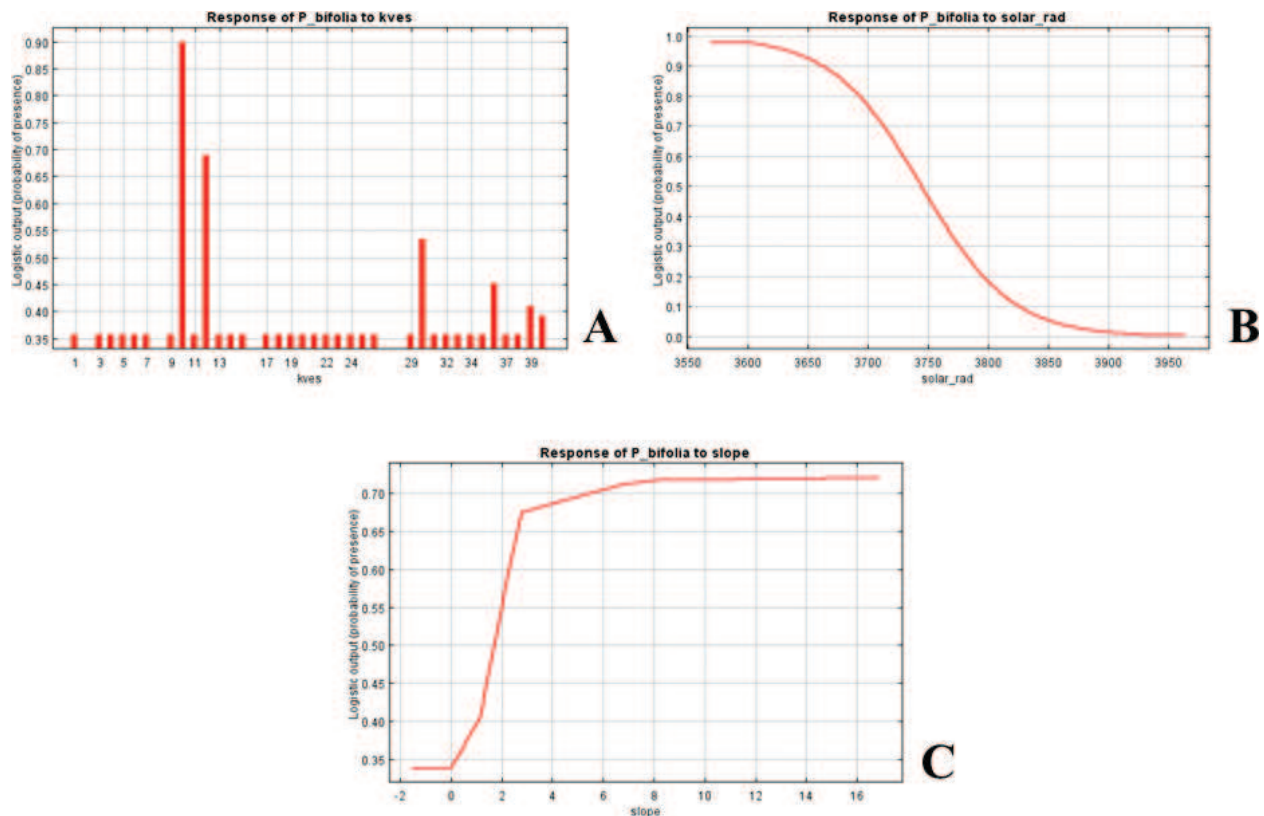 Response of P_bifolia to kves
Logistic output (probability of presence)
0.90
0.85
0.80
0.75
0.70
0.65
0.60
0.55
0.50
0.45
0.40
0.35
1 3 5 7 9 11 13 17 19 22 24 29 32 34 37 39
kves
A
Response of P_bifolia to solar_rad
Logistic output (probability of presence)
1.0
0.9
0.8
0.7
0.6
0.5
0.4
0.3
0.2
0.1
0.0
3550 3600 3650 3700 3750 3800 3850 3900 3950
solar_rad
B
Response of P_bifolia to slope
Logistic output (probability of presence)
0.70
0.65
0.60
0.55
0.50
0.45
0.40
0.35
-2 0 2 4 6 8 10 12 14 16
slope
C